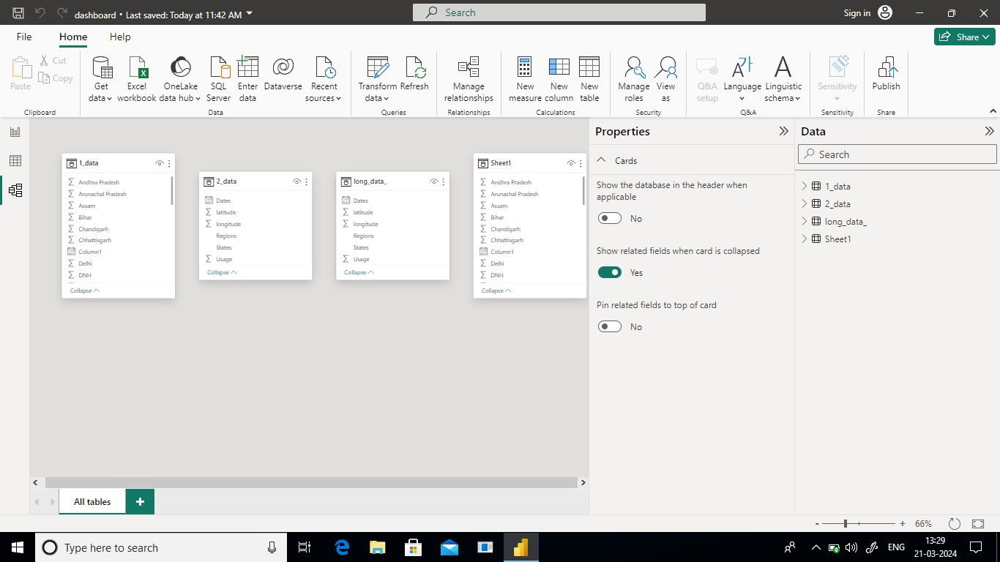 dashboard • Last saved: Today at 11:42 AM
Search
Sign in
File
Home
Help
Share
Paste
Cut
Copy
Clipboard
Get data
Excel workbook
OneLake data hub
SQL Server
Enter data
Dataverse
Recent sources
Data
Transform data
Refresh
Queries
Manage relationships
Relationships
New measure
New column
New table
Calculations
Manage roles
View as
Security
Q&A setup
Language
Linguistic schema
Q&A
Sensitivity
Sensitivity
Publish
Share
1_data
Andhra Pradesh
Arunachal Pradesh
Assam
Bihar
Chandigarh
Chhattisgarh
Column1
Delhi
DNH
Collapse
2_data
Dates
latitude
longitude
Regions
States
Usage
Collapse
long_data_
Dates
latitude
longitude
Regions
States
Usage
Collapse
Sheet1
Andhra Pradesh
Arunachal Pradesh
Assam
Bihar
Chandigarh
Chhattisgarh
Column1
Delhi
DNH
Collapse
Properties
Cards
Show the database in the header when
applicable
No
Show related fields when card is collapsed
Yes
Pin related fields to top of card
No
Data
Search
1_data
2_data
long_data_
Sheet1
All tables
66%
Type here to search
ENG
13:29
21-03-2024